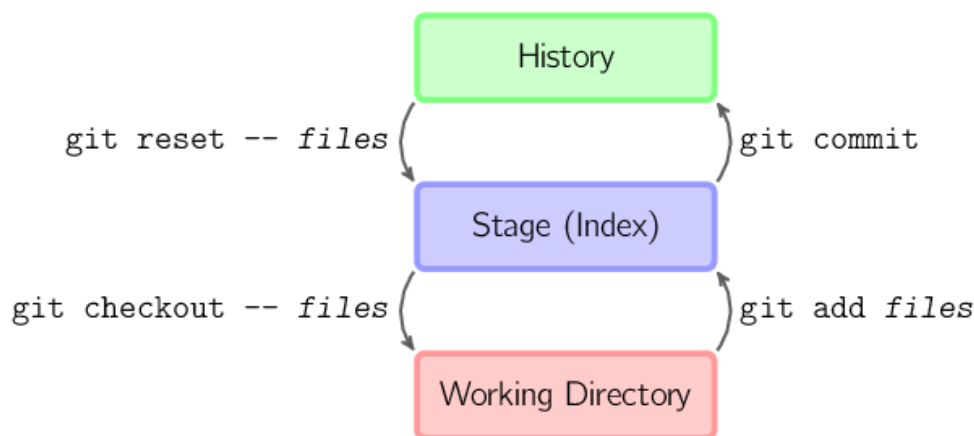 History
git reset -- files
git commit
Stage (Index)
git checkout -- files
git add files
Working Directory